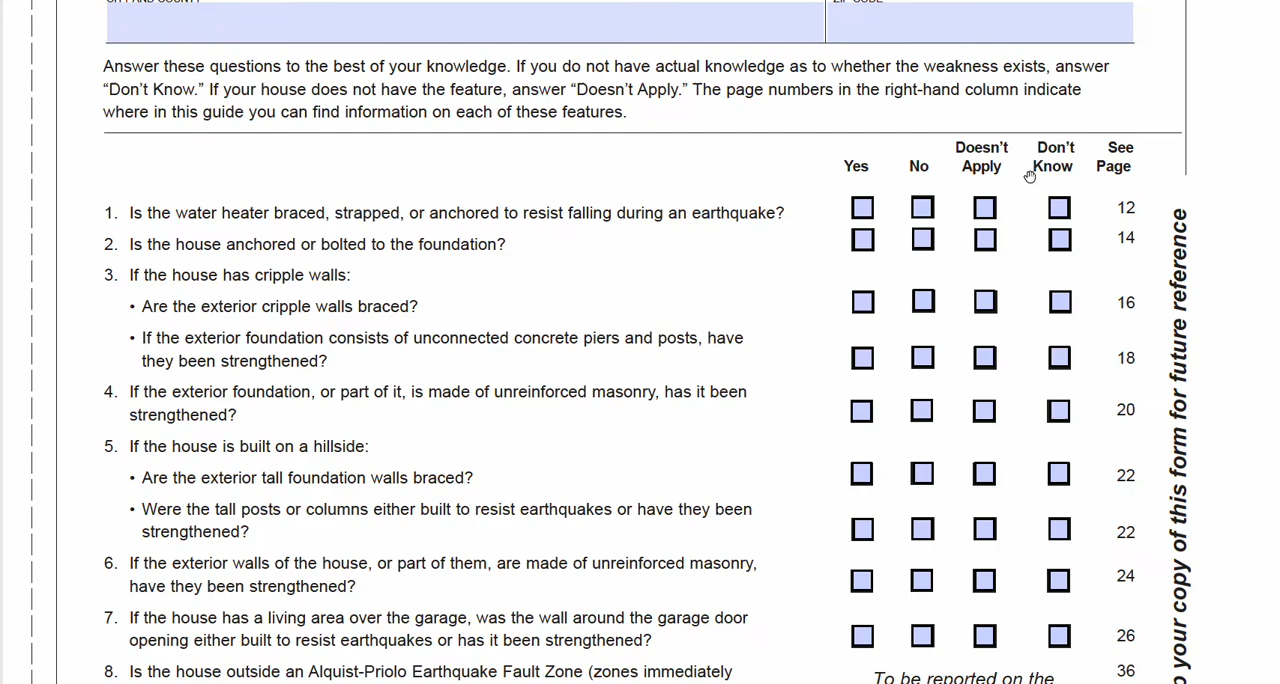 Answer these questions to the best of your knowledge. If you do not have actual knowledge as to whether the weakness exists, answer
“Don’t Know.” If your house does not have the feature, answer “Doesn’t Apply.” The page numbers in the right-hand column indicate
where in this guide you can find information on each of these features.
Yes No Doesn’t Apply Don’t Know See Page
1. Is the water heater braced, strapped, or anchored to resist falling during an earthquake? 12
2. Is the house anchored or bolted to the foundation? 14
3. If the house has cripple walls:
• Are the exterior cripple walls braced? 16
• If the exterior foundation consists of unconnected concrete piers and posts, have
they been strengthened? 18
4. If the exterior foundation, or part of it, is made of unreinforced masonry, has it been
strengthened? 20
5. If the house is built on a hillside:
• Are the exterior tall foundation walls braced? 22
• Were the tall posts or columns either built to resist earthquakes or have they been
strengthened? 22
6. If the exterior walls of the house, or part of them, are made of unreinforced masonry,
have they been strengthened? 24
7. If the house has a living area over the garage, was the wall around the garage door
opening either built to resist earthquakes or has it been strengthened? 26
8. Is the house outside an Alquist-Priolo Earthquake Fault Zone (zones immediately 36
To be reported on the
your copy of this form for future reference